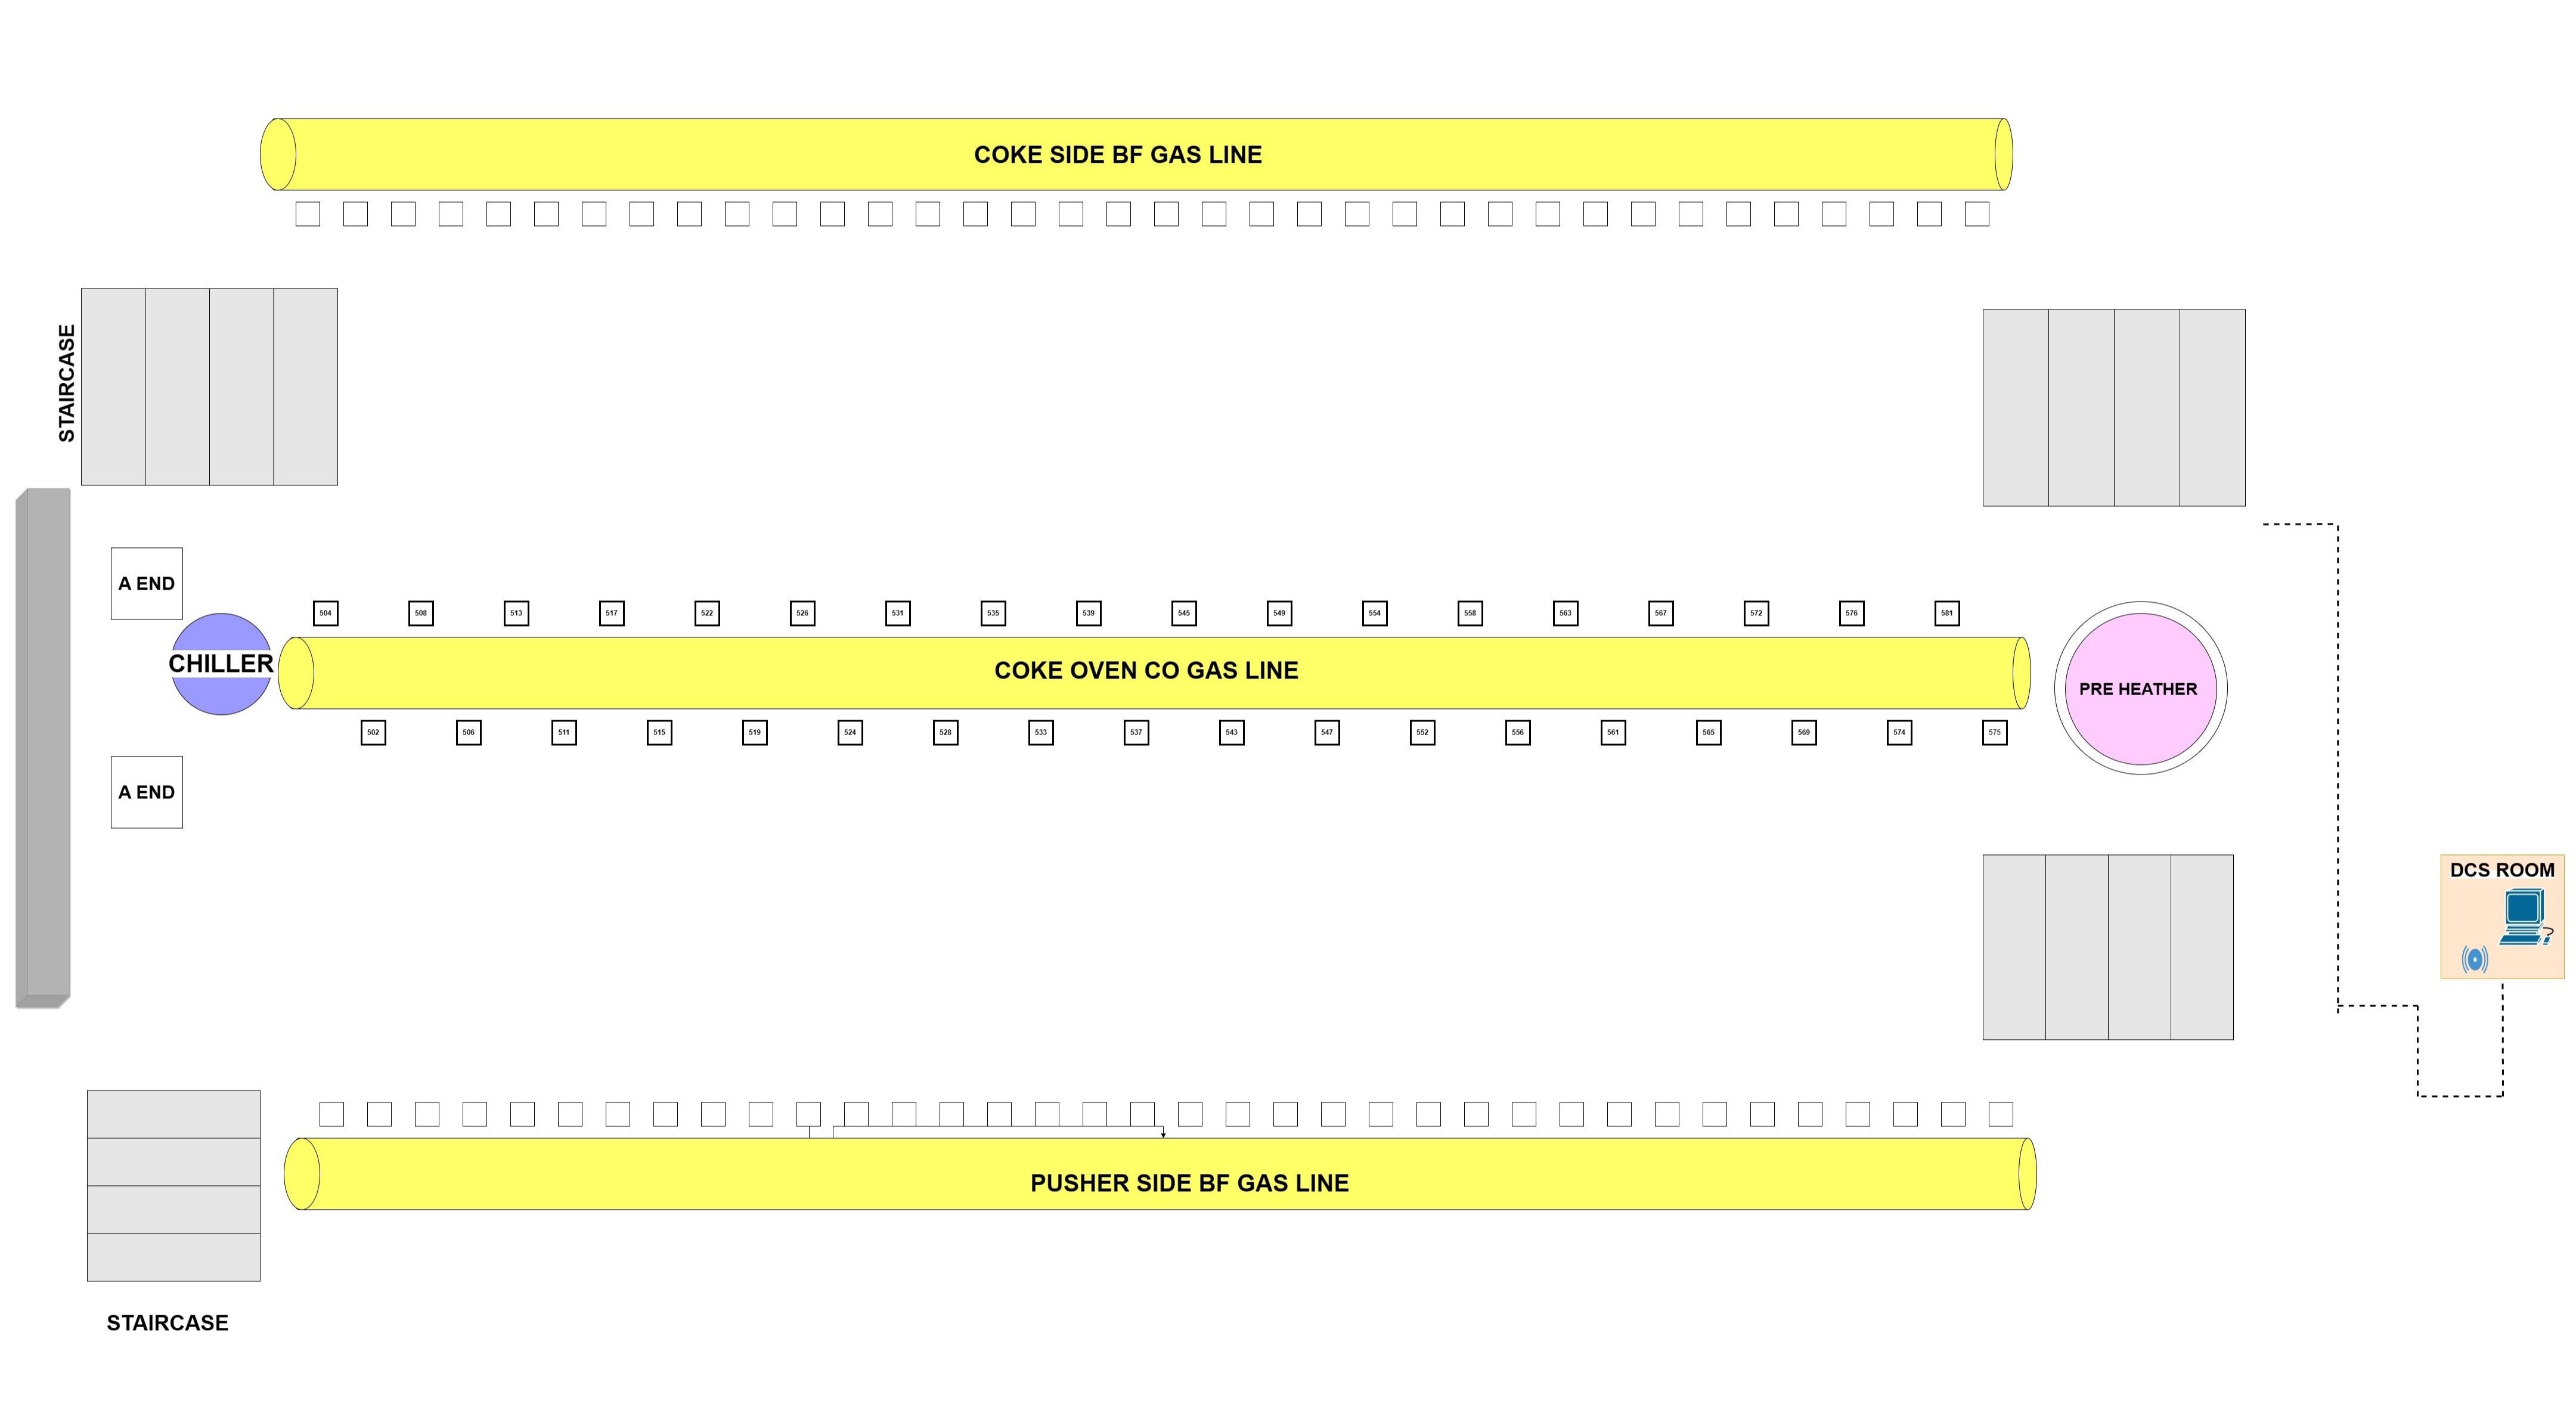 COKE SIDE BF GAS LINE
STAIRCASE
A END
504 508 513 517 522 526 531 535 539 545 549 554 558 563 567 572 576 581
CHILLER
COKE OVEN CO GAS LINE
PRE HEATHER
502 506 511 515 519 524 528 533 537 543 547 552 556 561 565 569 574 575
A END
DCS ROOM
PUSHER SIDE BF GAS LINE
STAIRCASE